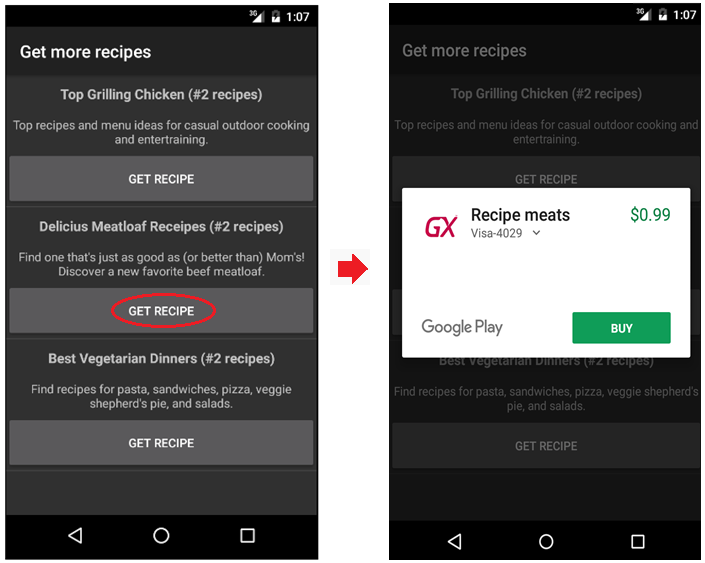 3G 1:07
Get more recipes
Top Grilling Chicken (#2 recipes)
Top recipes and menu ideas for casual outdoor cooking
and entertraining.
GET RECIPE
Delicius Meatloaf Receipes (#2 recipes)
Find one that's just as good as (or better than) Mom's!
Discover a new favorite beef meatloaf.
GET RECIPE
Best Vegetarian Dinners (#2 recipes)
Find recipes for pasta, sandwiches, pizza, veggie
shepherd's pie, and salads.
GET RECIPE
3G 1:07
Get more recipes
Top Grilling Chicken (#2 recipes)
Top recipes and menu ideas for casual outdoor cooking and
entertraining.
GET RECIPE
GX Recipe meats $0.99
Visa-4029
Google Play BUY
Best Vegetarian Dinners (#2 recipes)
Find recipes for pasta, sandwiches, pizza, veggie shepherd's
pie, and salads.
GET RECIPE